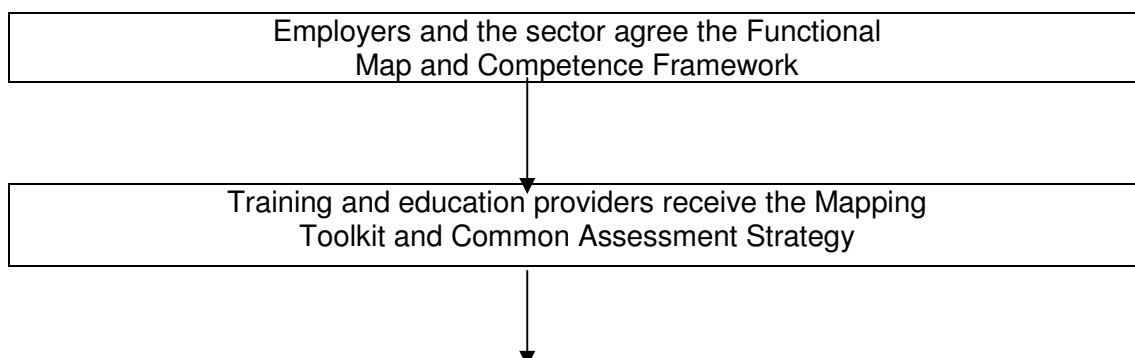 Employers and the sector agree the Functional
Map and Competence Framework
Training and education providers receive the Mapping
Toolkit and Common Assessment Strategy